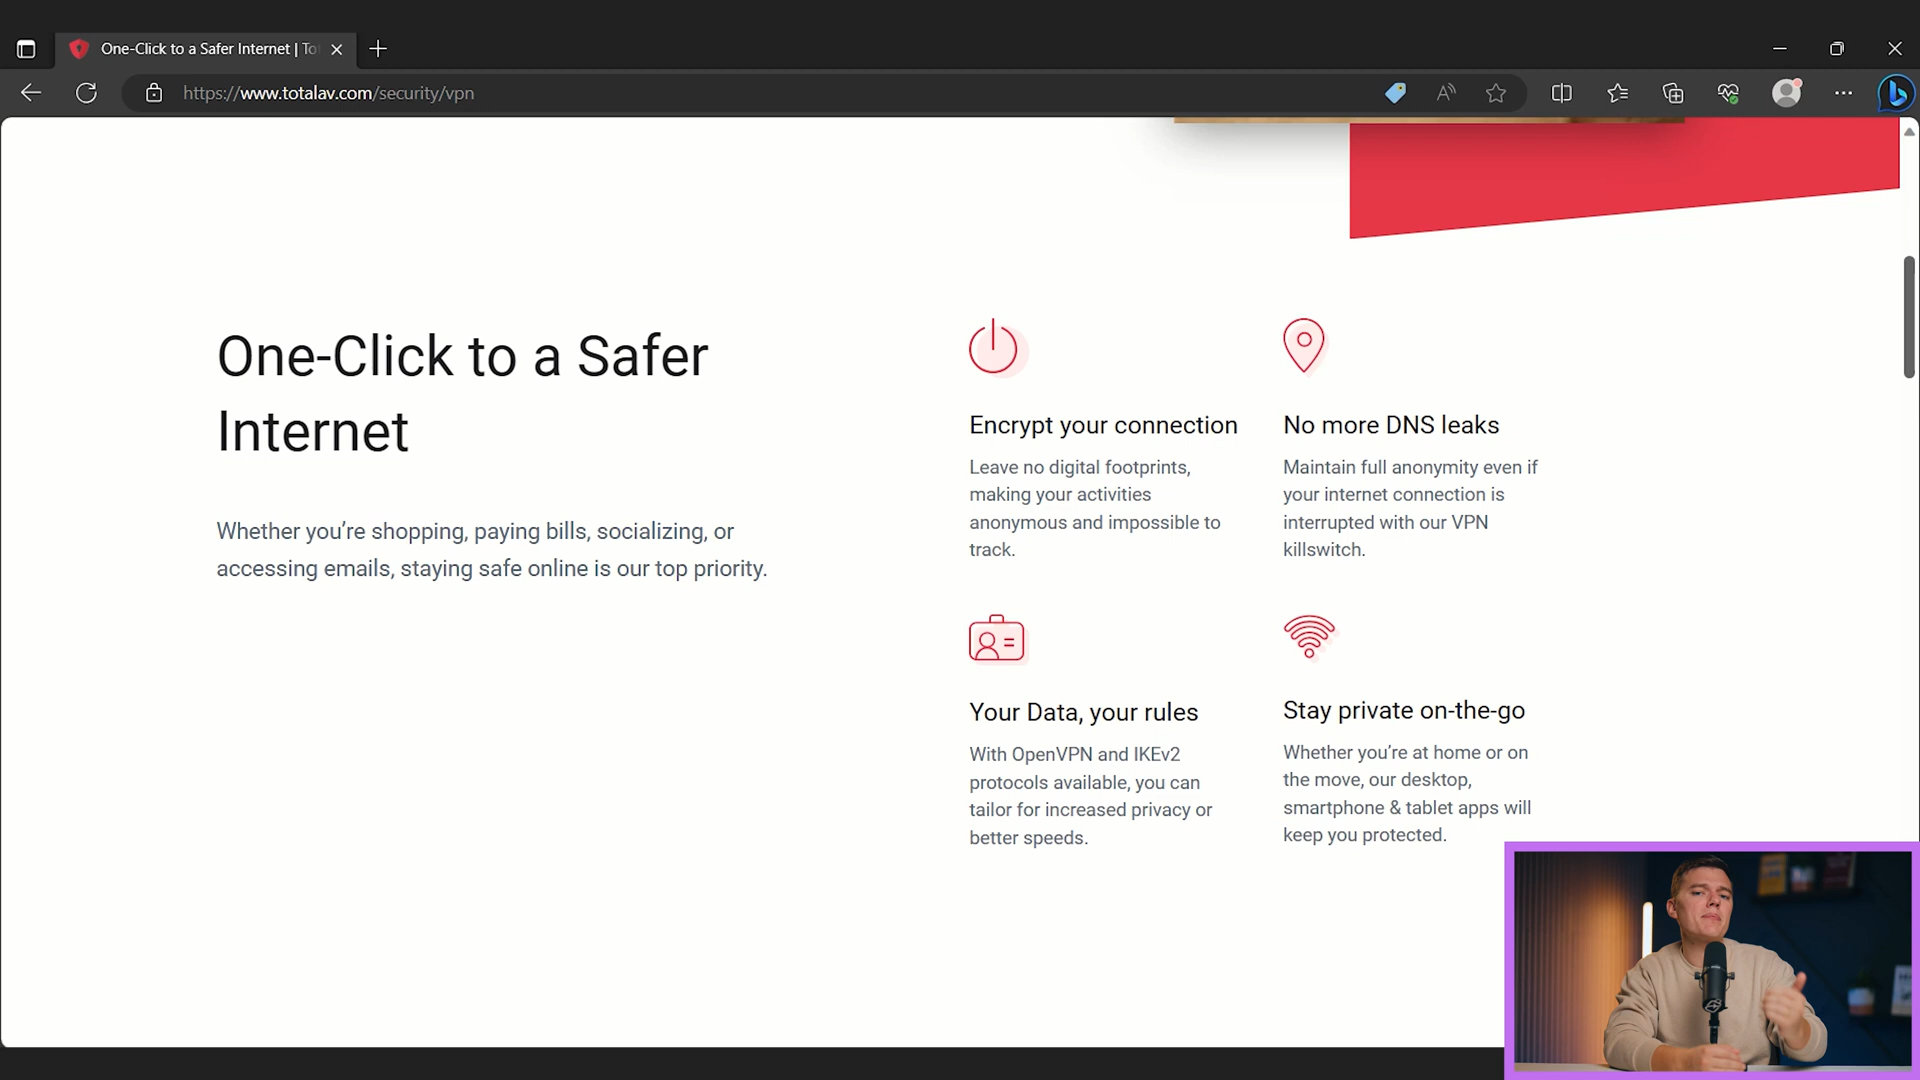 One-Click to a Safer Internet | To
https://www.totalav.com/security/vpn
One-Click to a Safer
Internet
Whether you’re shopping, paying bills, socializing, or
accessing emails, staying safe online is our top priority.
Encrypt your connection
Leave no digital footprints,
making your activities
anonymous and impossible to
track.
No more DNS leaks
Maintain full anonymity even if
your internet connection is
interrupted with our VPN
killswitch.
Your Data, your rules
With OpenVPN and IKEv2
protocols available, you can
tailor for increased privacy or
better speeds.
Stay private on-the-go
Whether you’re at home or on
the move, our desktop,
smartphone & tablet apps will
keep you protected.